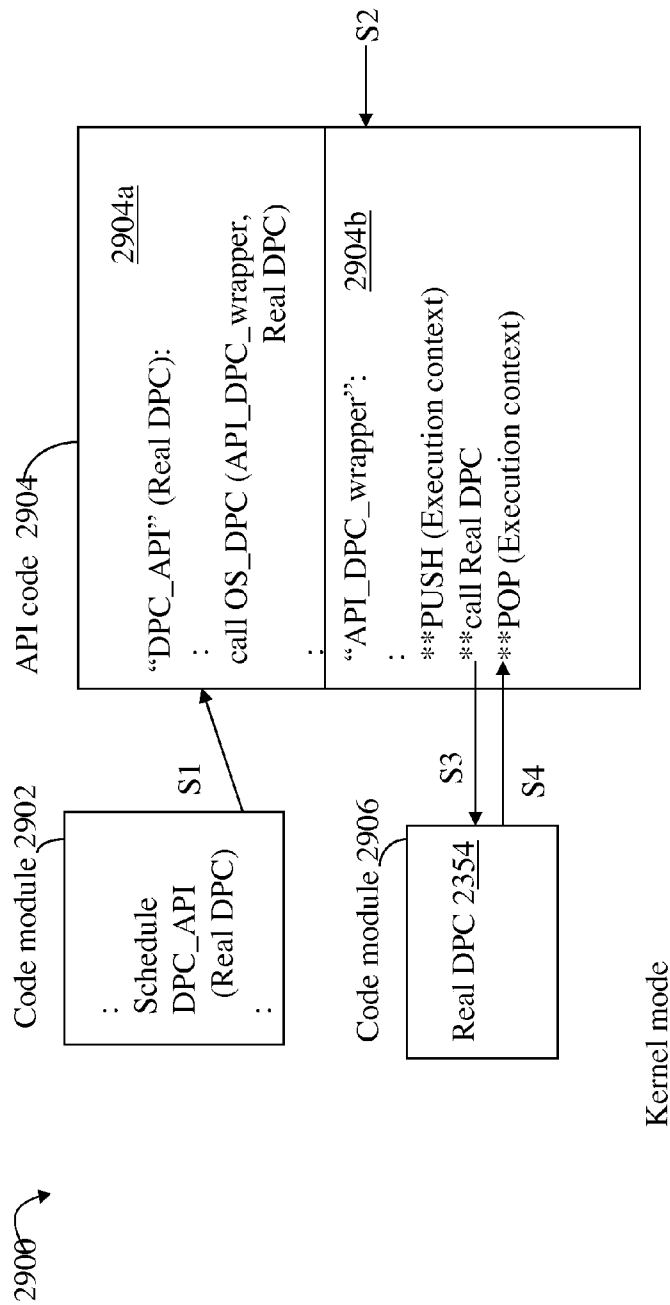 2900
Code module 2902
:
Schedule
DPC_API
(Real DPC)
:
S1
API code 2904
2904a
“DPC_API” (Real DPC):
:
call OS_DPC (API_DPC_wrapper,
Real DPC)
:
2904b
“API_DPC_wrapper”:
:
**PUSH (Execution context)
**call Real DPC
**POP (Execution context)
S2
S3
S4
Code module 2906
Real DPC 2354
Kernel mode